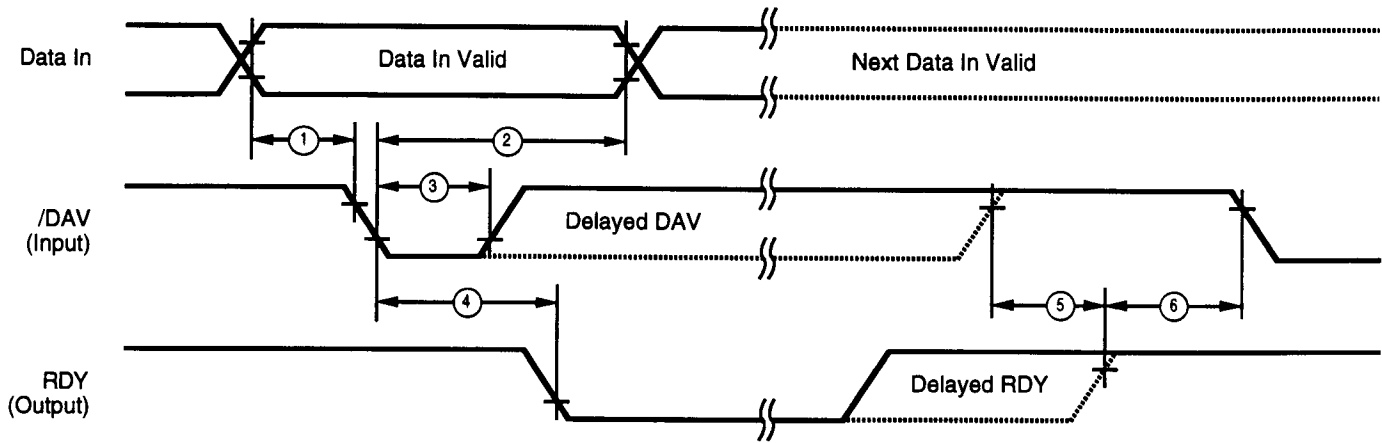 Data In
Data In Valid
Next Data In Valid
1
2
3
/DAV
(Input)
Delayed DAV
4
5
6
RDY
(Output)
Delayed RDY